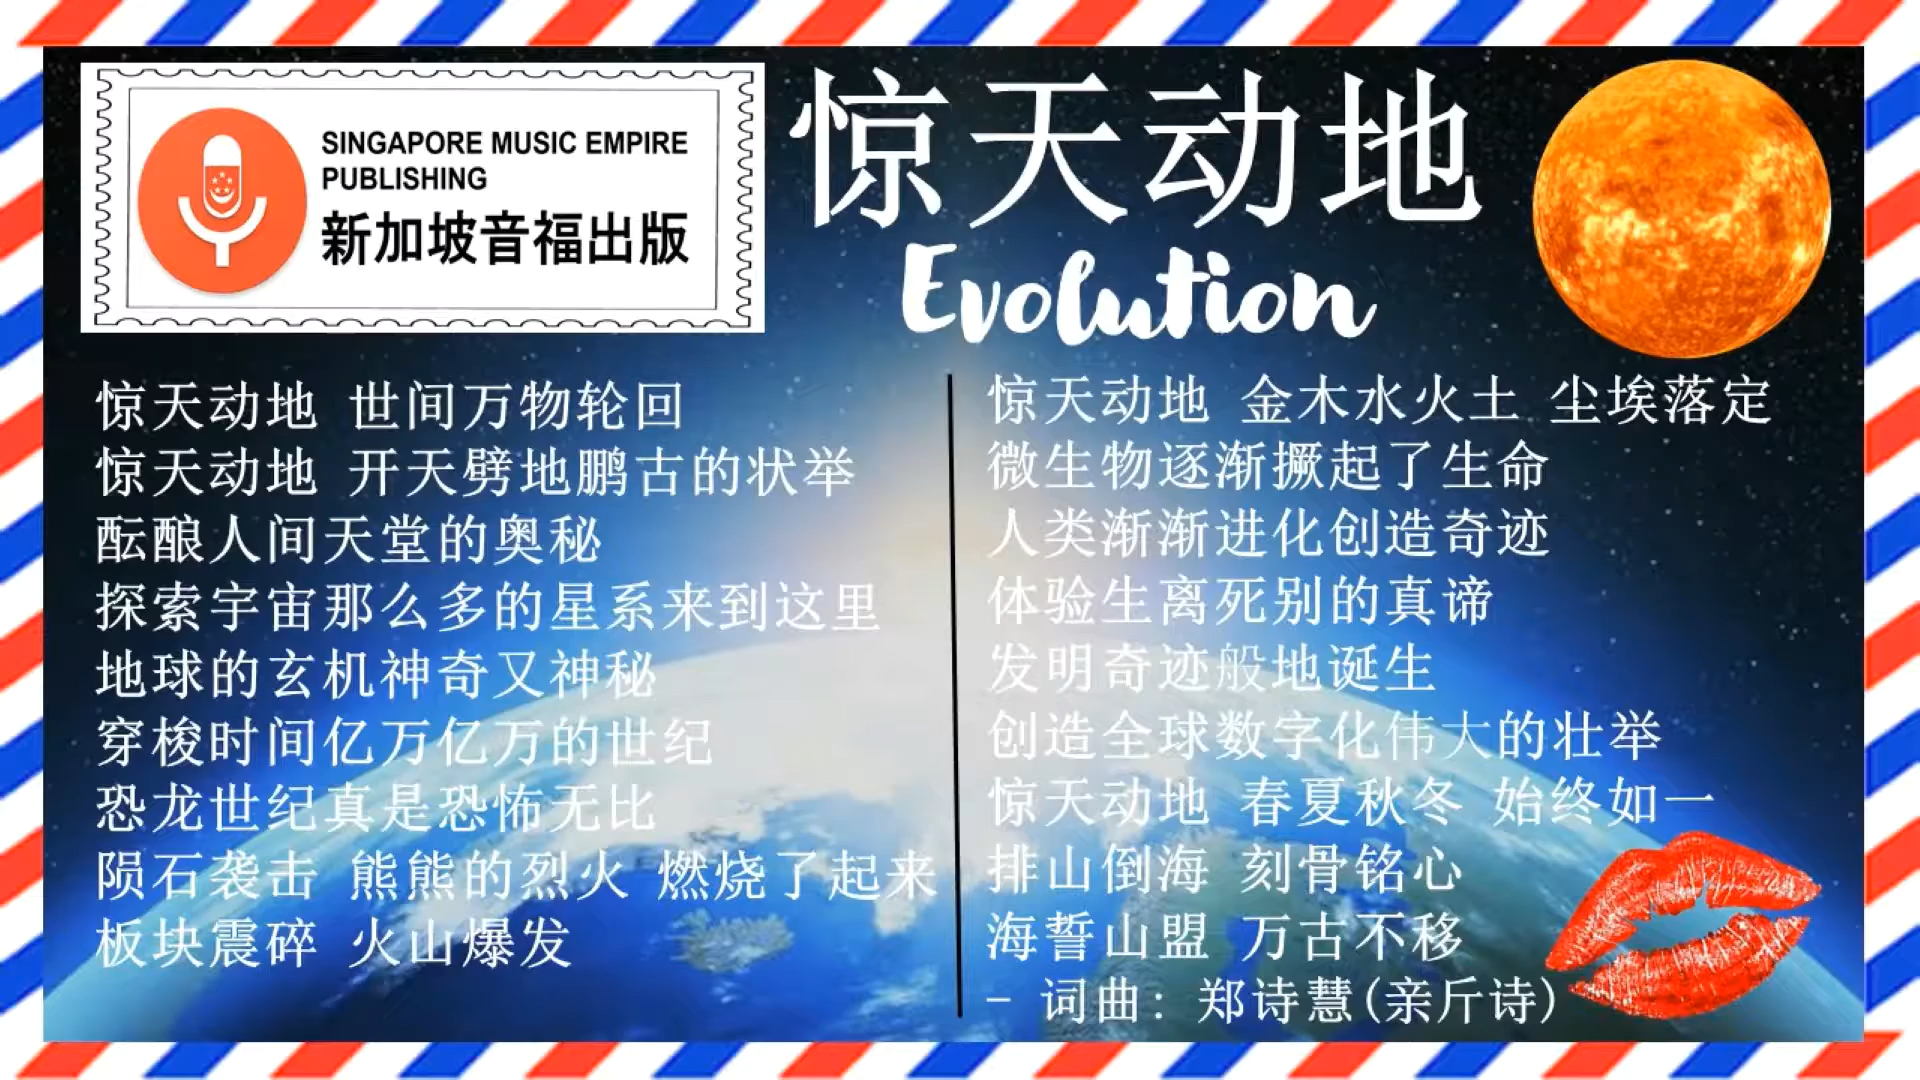 SINGAPORE MUSIC EMPIRE
PUBLISHING
新加坡音福出版
惊天动地
Evolution
惊天动地 世间万物轮回
惊天动地 开天劈地鹏古的状举
酝酿人间天堂的奥秘
探索宇宙那么多的星系来到这里
地球的玄机神奇又神秘
穿梭时间亿万亿万的世纪
恐龙世纪真是恐怖无比
陨石袭击 熊熊的烈火 燃烧了起来
板块震碎 火山爆发
惊天动地 金木水火土 尘埃落定
微生物逐渐撅起了生命
人类渐渐进化创造奇迹
体验生离死别的真谛
发明奇迹般地诞生
创造全球数字化伟大的壮举
惊天动地 春夏秋冬 始终如一
排山倒海 刻骨铭心
海誓山盟 万古不移
- 词曲: 郑诗慧(亲斤诗)